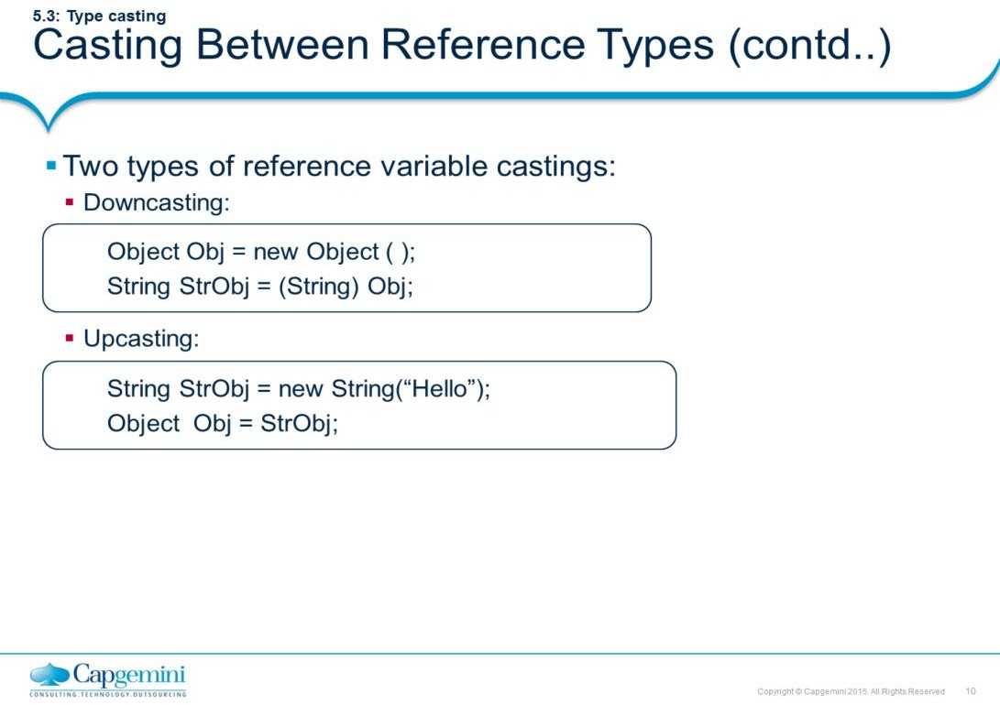 5.3: Type casting
Casting Between Reference Types (contd..)
Two types of reference variable castings:
Downcasting:
Object Obj = new Object ( );
String StrObj = (String) Obj;
Upcasting:
String StrObj = new String(“Hello”);
Object  Obj = StrObj;
Capgemini
CONSULTING.TECHNOLOGY.OUTSOURCING
Copyright © Capgemini 2015. All Rights Reserved
10